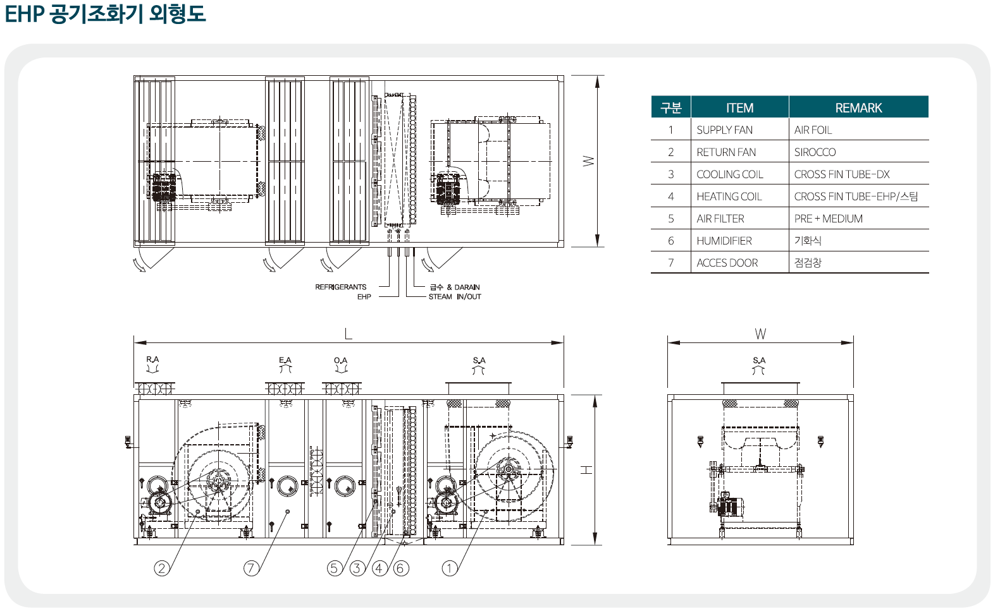 EHP 공기조화기 외형도
W
구분 ITEM REMARK
1 SUPPLY FAN AIR FOIL
2 RETURN FAN SIROCCO
3 COOLING COIL CROSS FIN TUBE-DX
4 HEATING COIL CROSS FIN TUBE-EHP/스팀
5 AIR FILTER PRE + MEDIUM
6 HUMIDIFIER 기화식
7 ACCES DOOR 점검창
REFRIGERANTS 급수 & DARAIN
EHP STEAM IN/OUT
L W
R.A E.A O.A S.A S.A
H
② ⑦ ⑤ ③ ④ ⑥ ①